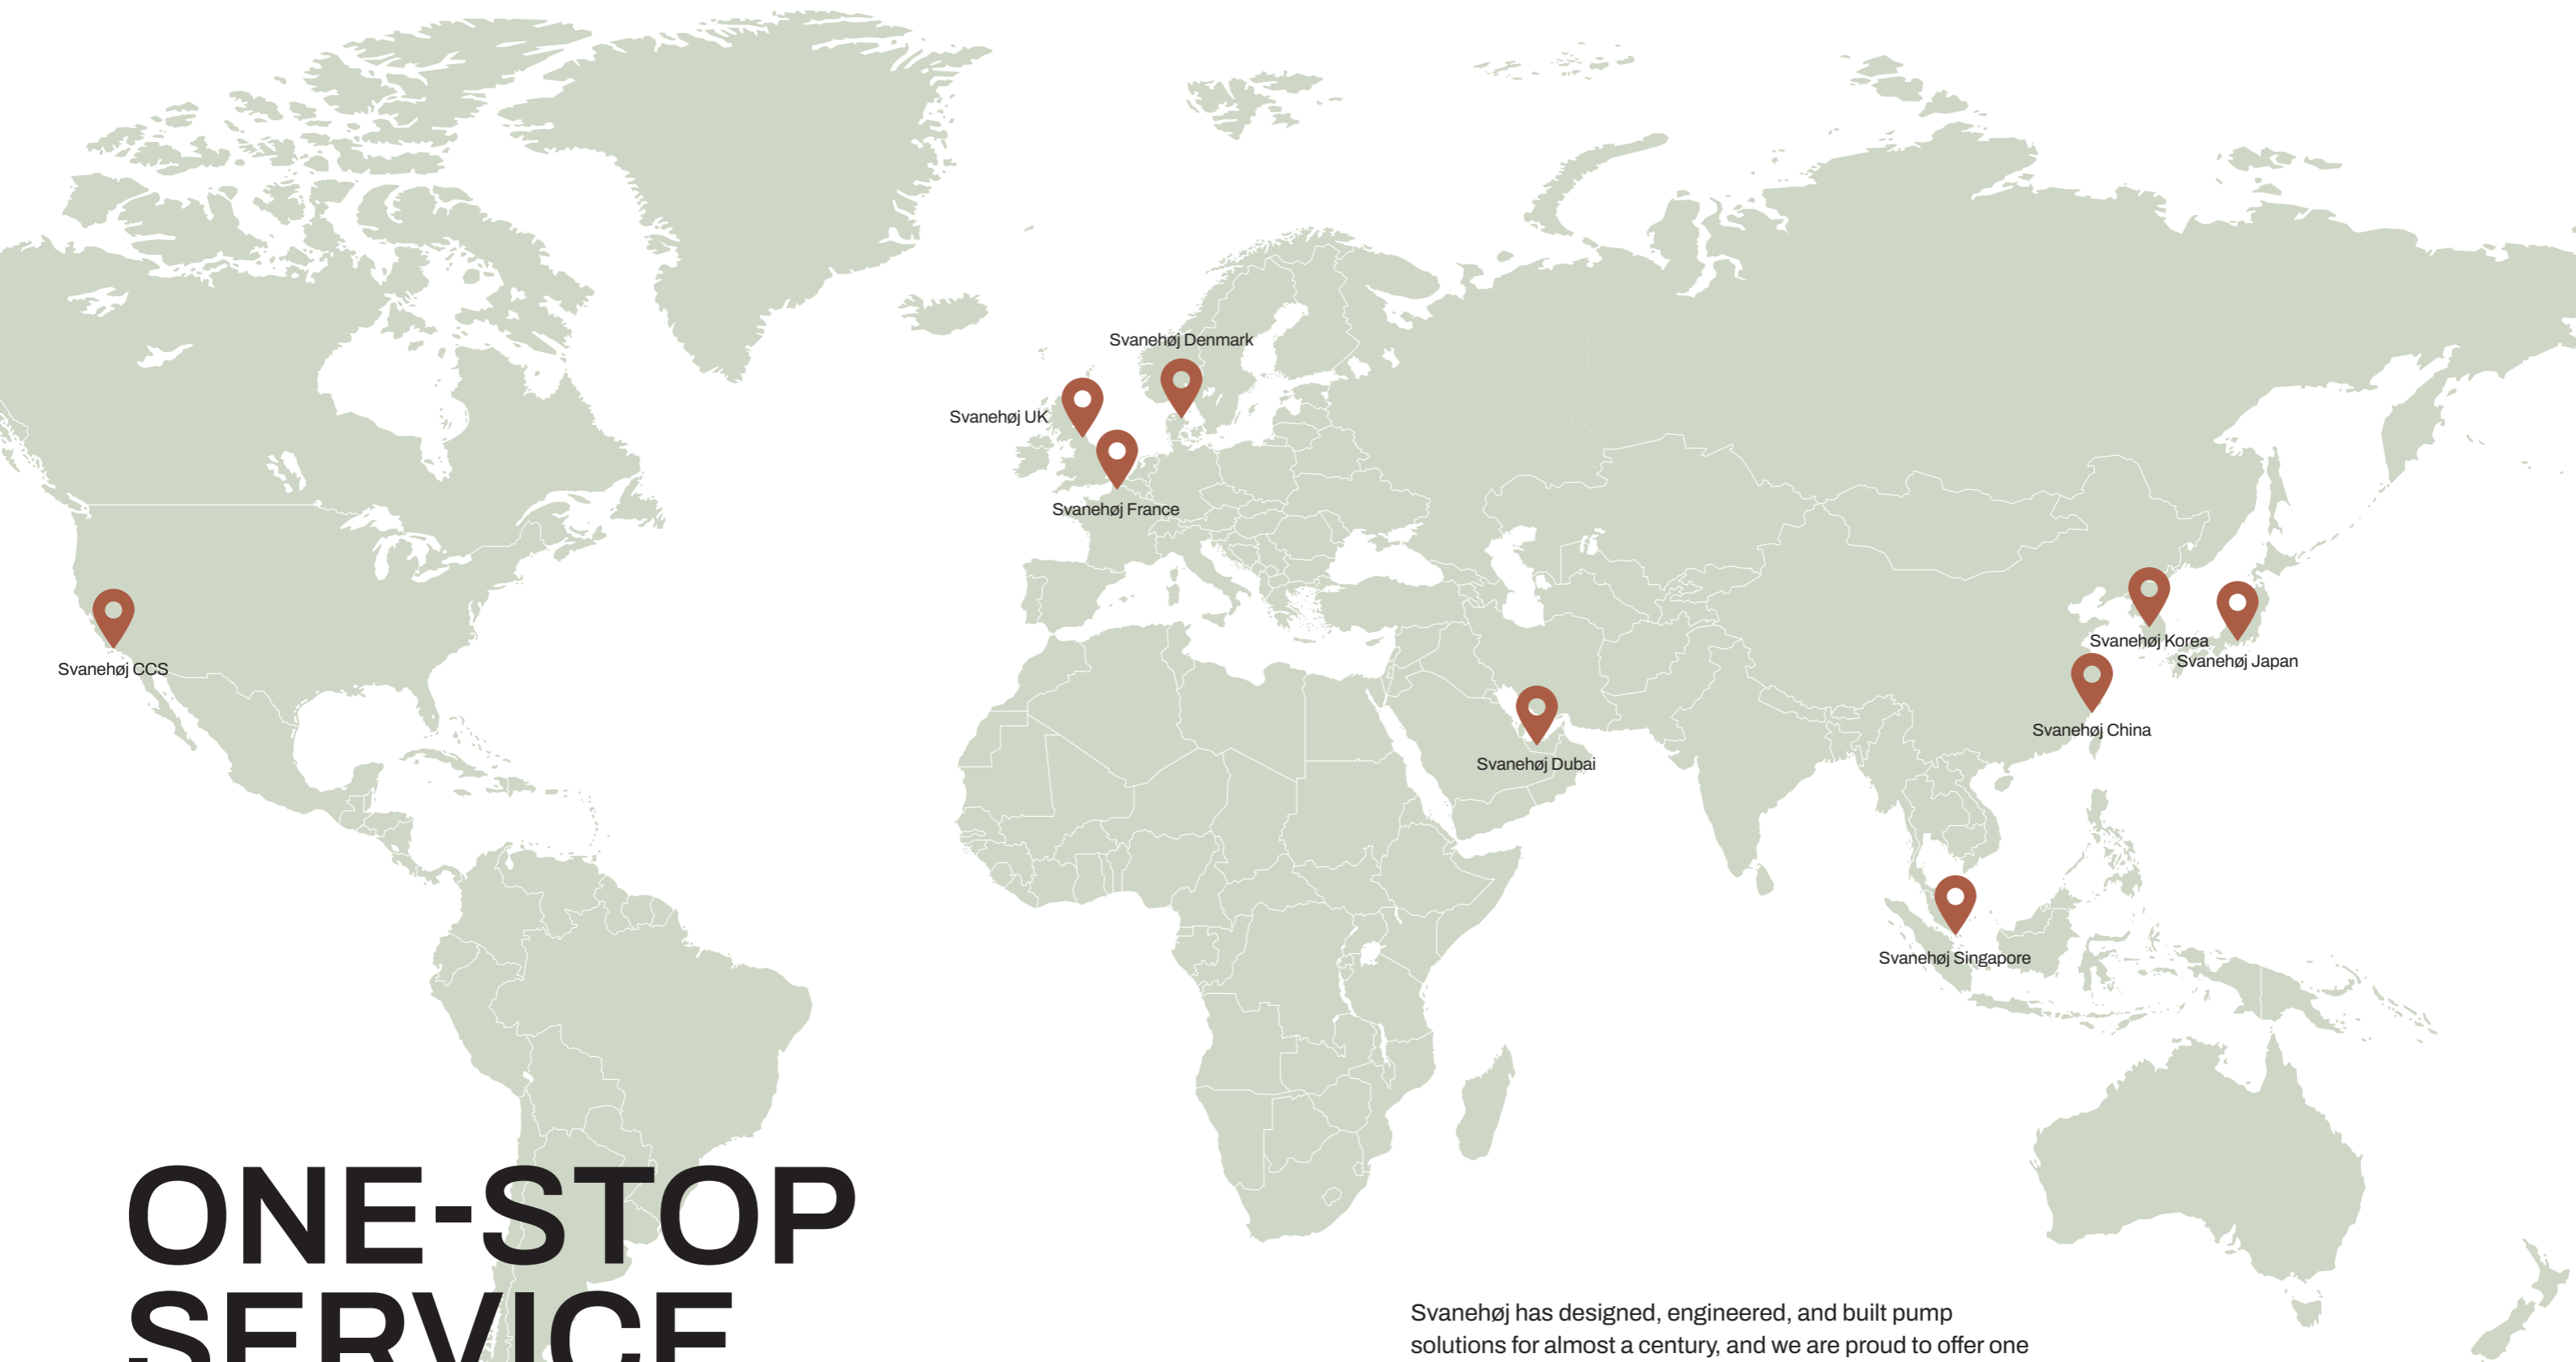 Svanehøj Denmark
Svanehøj UK
Svanehøj France
Svanehøj CCS
Svanehøj Korea
Svanehøj Japan
Svanehøj China
Svanehøj Dubai
Svanehøj Singapore
ONE-STOP
SERVICE
Svanehøj has designed, engineered, and built pump
solutions for almost a century, and we are proud to offer one